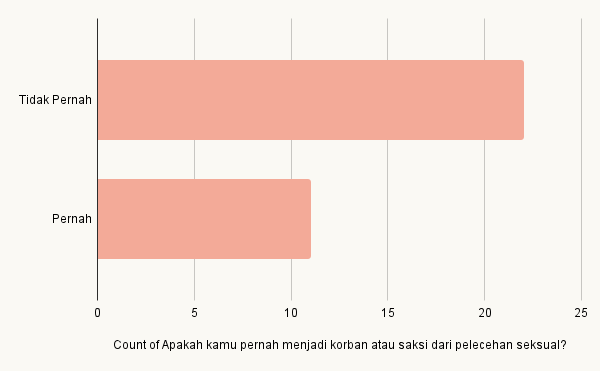 Tidak Pernah
Pernah
0 5 10 15 20 25
Count of Apakah kamu pernah menjadi korban atau saksi dari pelecehan seksual?